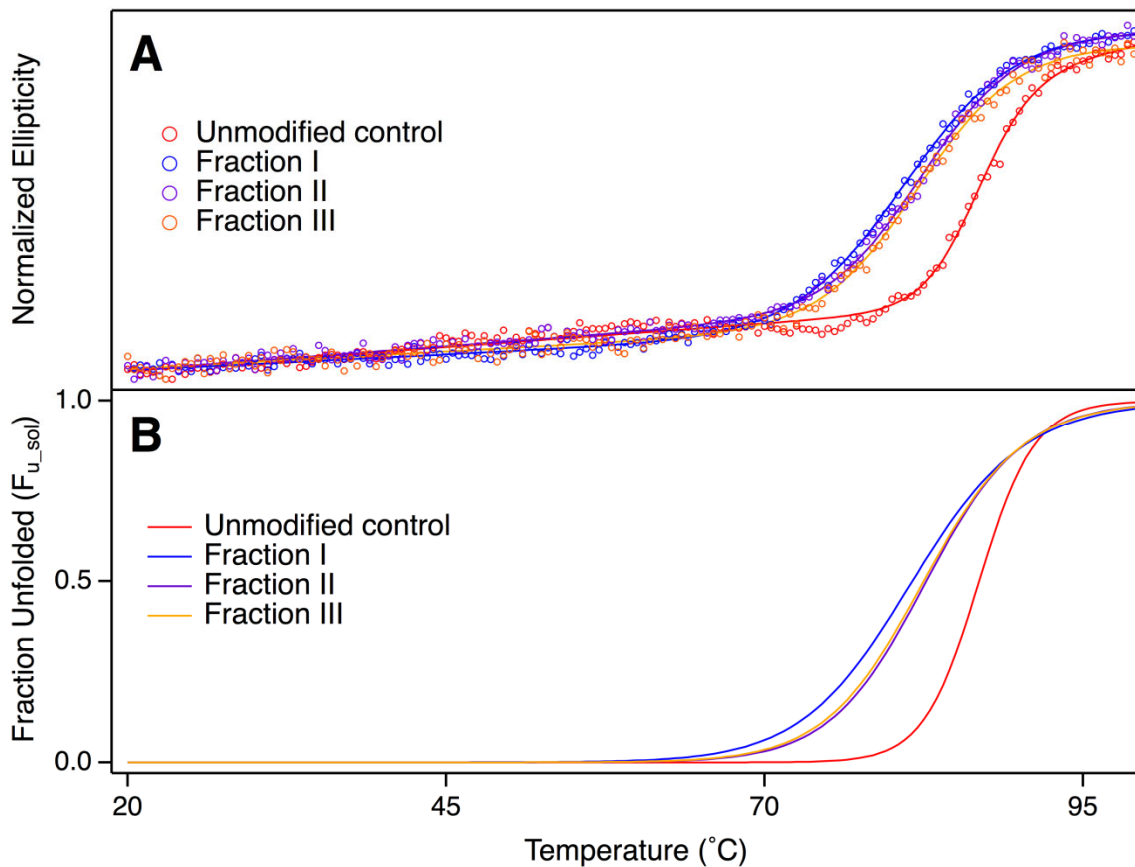 A
Normalized Ellipticity
Unmodified control
Fraction I
Fraction II
Fraction III
B
Fraction Unfolded (Fu_sol)
1.0
0.5
0.0
Unmodified control
Fraction I
Fraction II
Fraction III
20
45
70
95
Temperature (˚C)